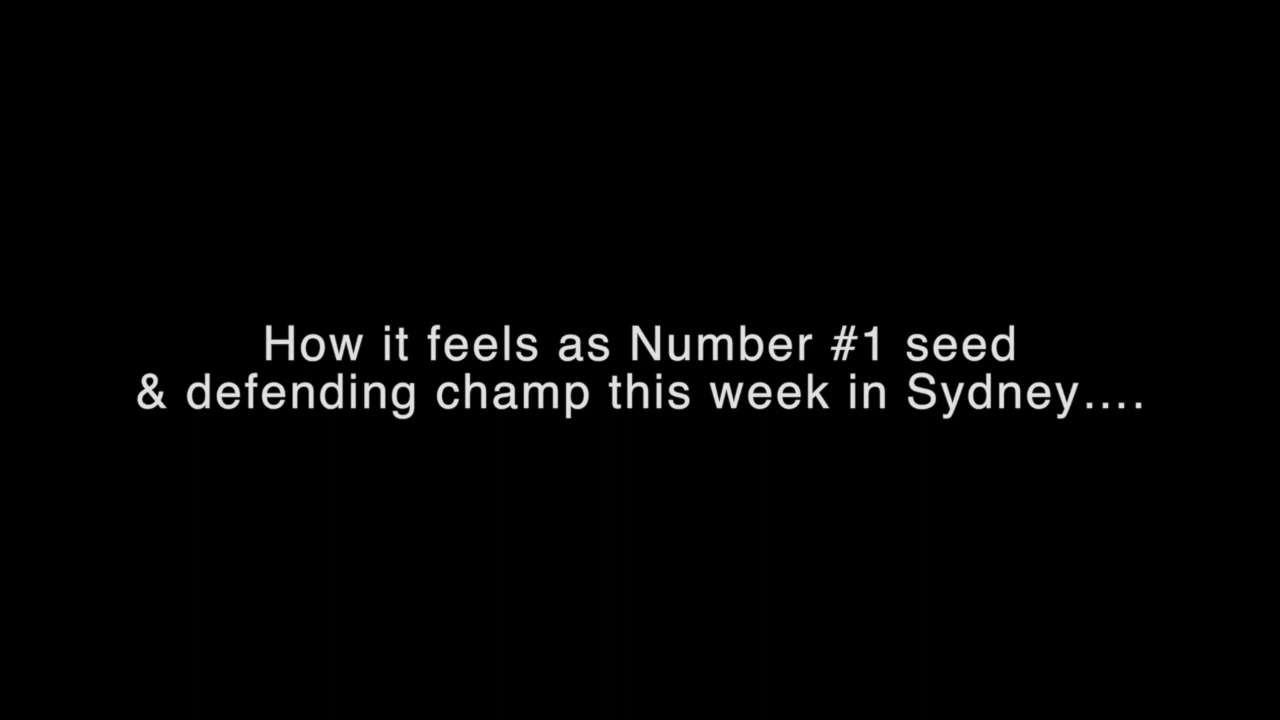 How it feels as Number #1 seed
& defending champ this week in Sydney....